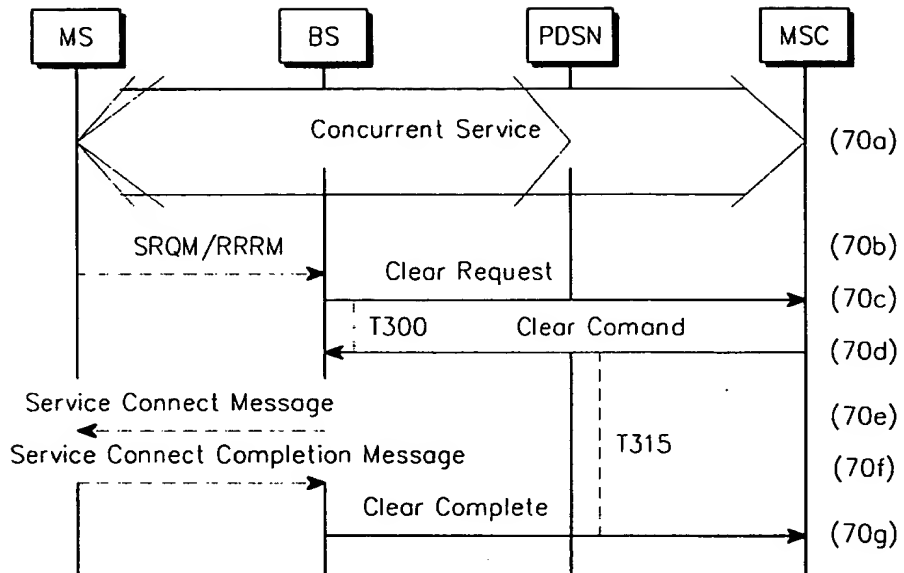 MS BS PDSN MSC
Concurrent Service (70a)
SRQM/RRRM (70b)
Clear Request (70c)
T300 Clear Comand (70d)
Service Connect Message (70e)
T315
Service Connect Completion Message (70f)
Clear Complete (70g)